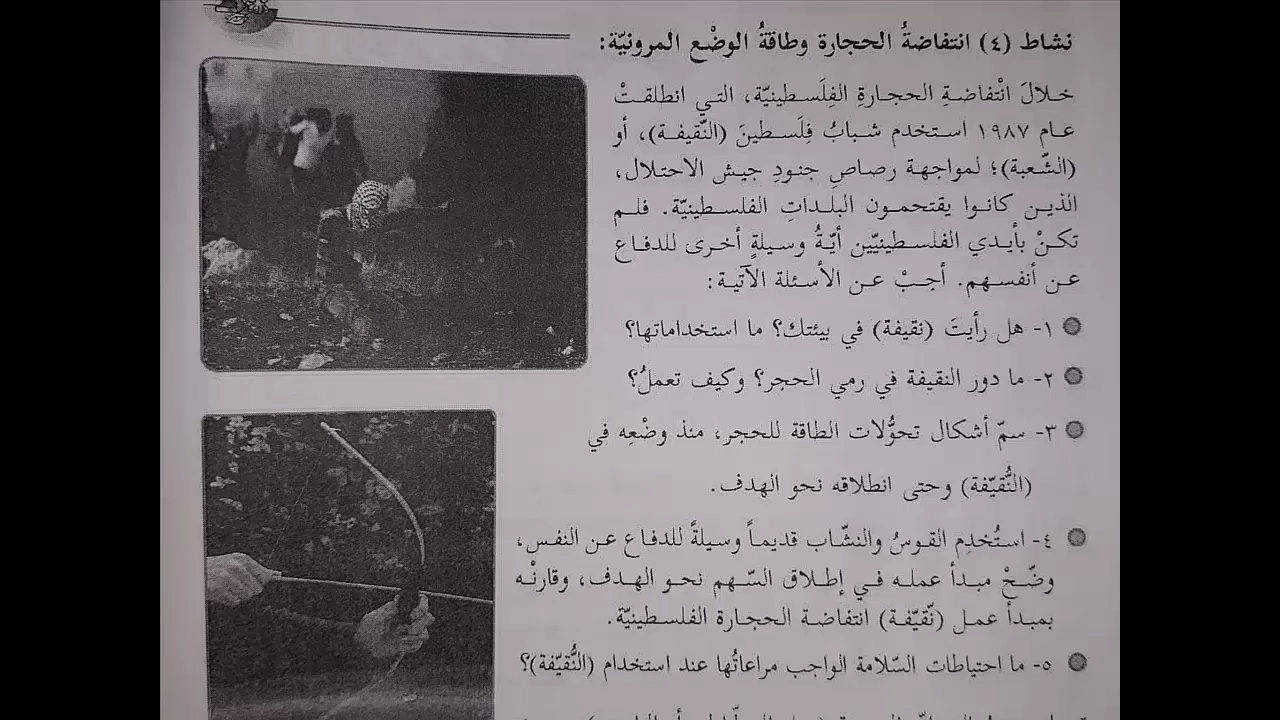 نشاط (٤) انتفاضةُ الحجارة وطاقةُ الوضْع المرونيّة:
خلالَ انْتفاضةِ الحجارةِ الفِلَسطينيّة، التي انطلقتْ
عام ١٩٨٧ استخدم شبابُ فِلَسطينَ (النّقيفة)، أو
(الشّعبة)؛ لمواجهة رصاصِ جنودِ جيش الاحتلال،
الذين كانوا يقتحمون البلداتِ الفلسطينيّة. فلم
تكنْ بأيدي الفلسطينيّين أيّةُ وسيلةٍ أخرى للدفاع
عن أنفسهم. أجبْ عن الأسئلة الآتية:
١- هل رأيتَ (نقيفة) في بيئتك؟ ما استخداماتها؟
٢- ما دور النقيفة في رمي الحجر؟ وكيف تعملُ؟
٣- سمّ أشكال تحوُّلات الطاقة للحجر، منذ وضْعِه في
(النُّقيّفة) وحتى انطلاقه نحو الهدف.
٤- استُخدِم القوسُ والنشّاب قديماً وسيلةً للدفاع عن النفس،
وضّحْ مبدأ عمله في إطلاق السّهم نحو الهدف، وقارنْه
بمبدأ عمل (نّقيّفة) انتفاضة الحجارة الفلسطينيّة.
٥- ما احتياطات السّلامة الواجب مراعاتُها عند استخدام (النُّقيّفة)؟